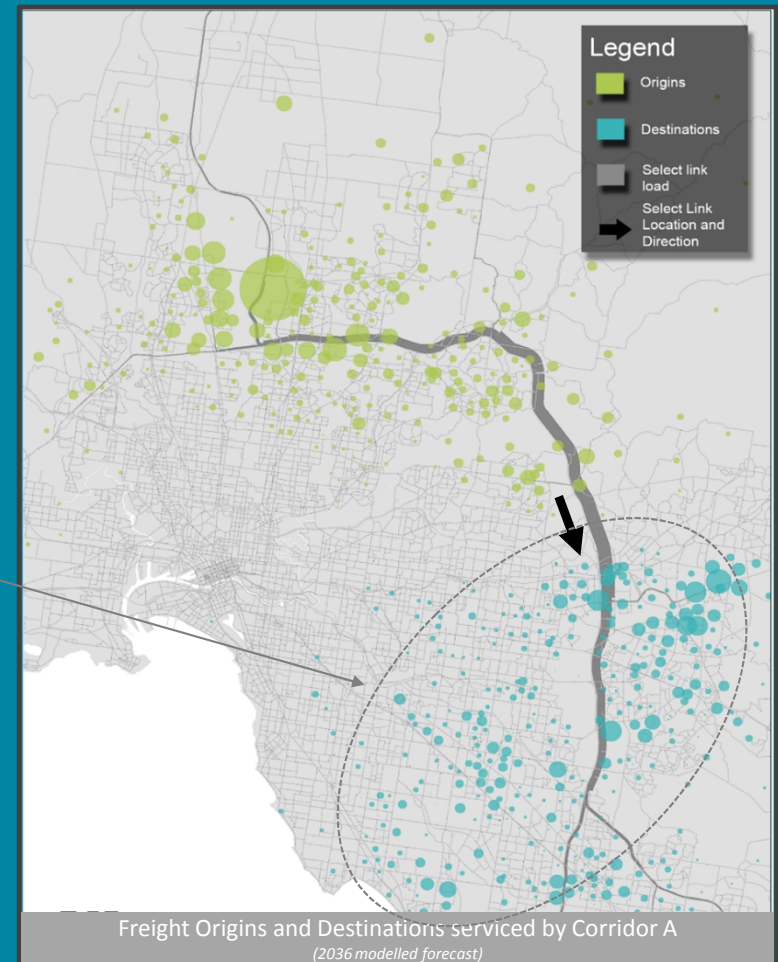 Legend
Origins
Destinations
Select link
load
Select Link
Location and
Direction
Freight Origins and Destinations serviced by Corridor A
(2036 modelled forecast)